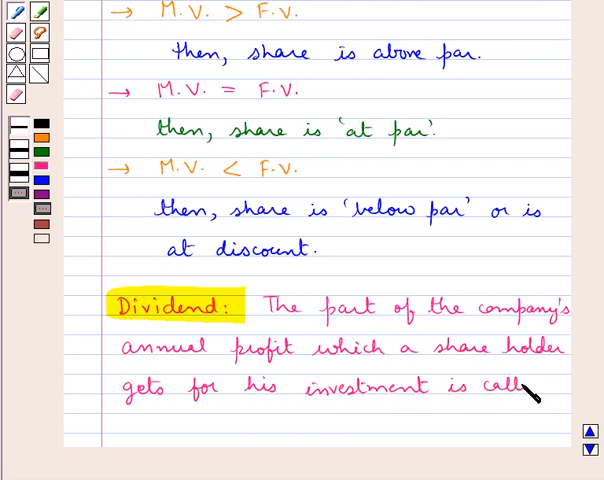 → M.V. > F.V.
then, share is above par.
→ M.V. = F.V.
then, share is 'at par'.
→ M.V. < F.V.
then, share is 'below par' or is
at discount.
Dividend: The part of the company's
annual profit which a share holder
gets for his investment is call